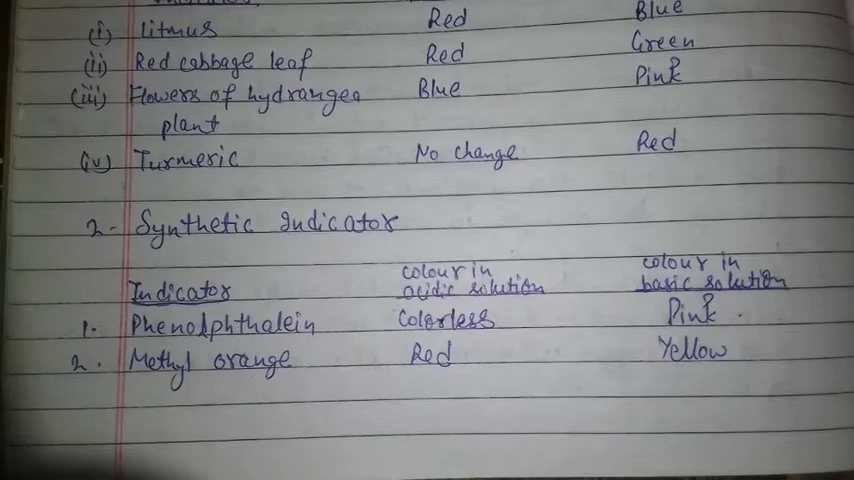 (i) Litmus Red Blue
(ii) Red cabbage leaf Red Green
(iii) Flowers of hydrangea Blue Pink
plant
(iv) Turmeric No change Red
2- Synthetic Indicator
Indicator colour in acidic solution colour in basic solution
1. Phenolphthalein Colorless Pink.
2. Methyl orange Red Yellow